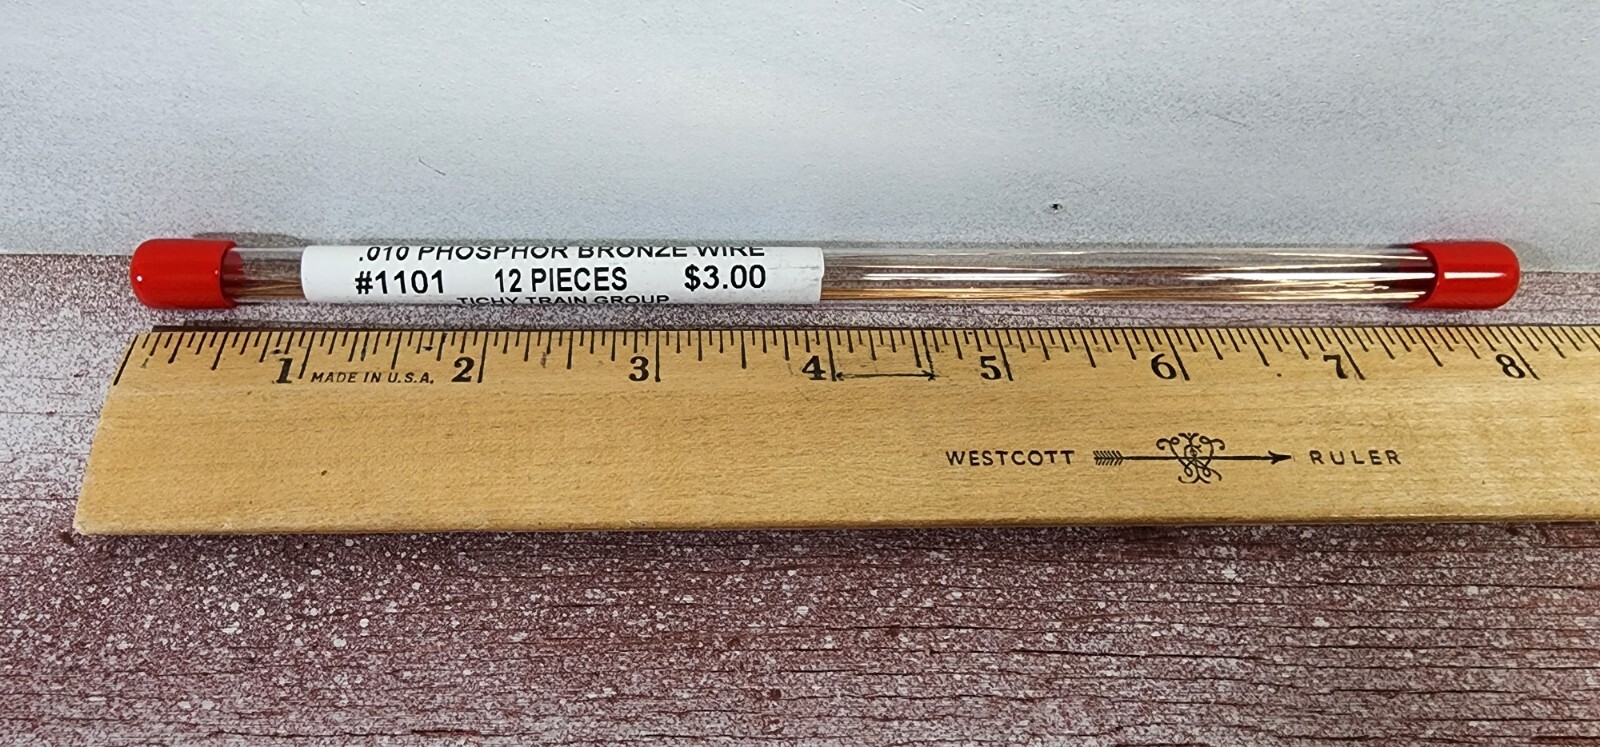 .010 PHOSPHOR BRONZE WIRE
#1101 12 PIECES $3.00
TICHY TRAIN GROUP
1 2 3 4 5 6 7 8
MADE IN U.S.A.
WESTCOTT RULER